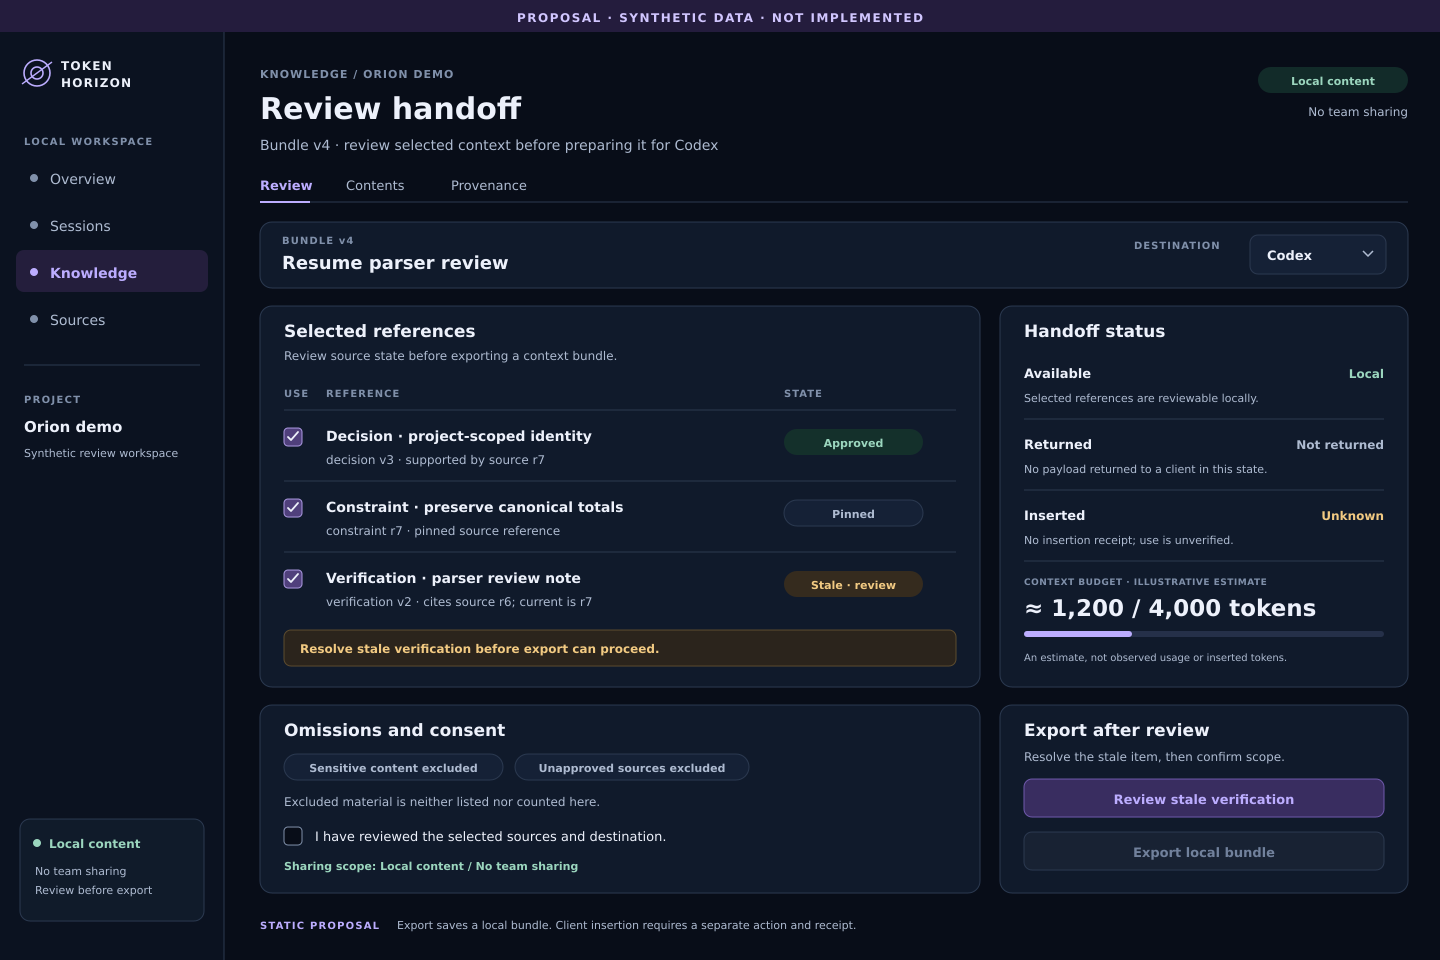 PROPOSAL · SYNTHETIC DATA · NOT IMPLEMENTED
TOKEN
HORIZON
LOCAL WORKSPACE
Overview
Sessions
Knowledge
Sources
PROJECT
Orion demo
Synthetic review workspace
Local content
No team sharing
Review before export
KNOWLEDGE / ORION DEMO
Review handoff
Bundle v4 · review selected context before preparing it for Codex
Local content
No team sharing
Review Contents Provenance
BUNDLE v4
Resume parser review
DESTINATION
Codex
Selected references
Review source state before exporting a context bundle.
USE REFERENCE STATE
Decision · project-scoped identity
decision v3 · supported by source r7
Approved
Constraint · preserve canonical totals
constraint r7 · pinned source reference
Pinned
Verification · parser review note
verification v2 · cites source r6; current is r7
Stale · review
Resolve stale verification before export can proceed.
Handoff status
Available Local
Selected references are reviewable locally.
Returned Not returned
No payload returned to a client in this state.
Inserted Unknown
No insertion receipt; use is unverified.
CONTEXT BUDGET · ILLUSTRATIVE ESTIMATE
≈ 1,200 / 4,000 tokens
An estimate, not observed usage or inserted tokens.
Omissions and consent
Sensitive content excluded Unapproved sources excluded
Excluded material is neither listed nor counted here.
I have reviewed the selected sources and destination.
Sharing scope: Local content / No team sharing
Export after review
Resolve the stale item, then confirm scope.
Review stale verification
Export local bundle
STATIC PROPOSAL Export saves a local bundle. Client insertion requires a separate action and receipt.